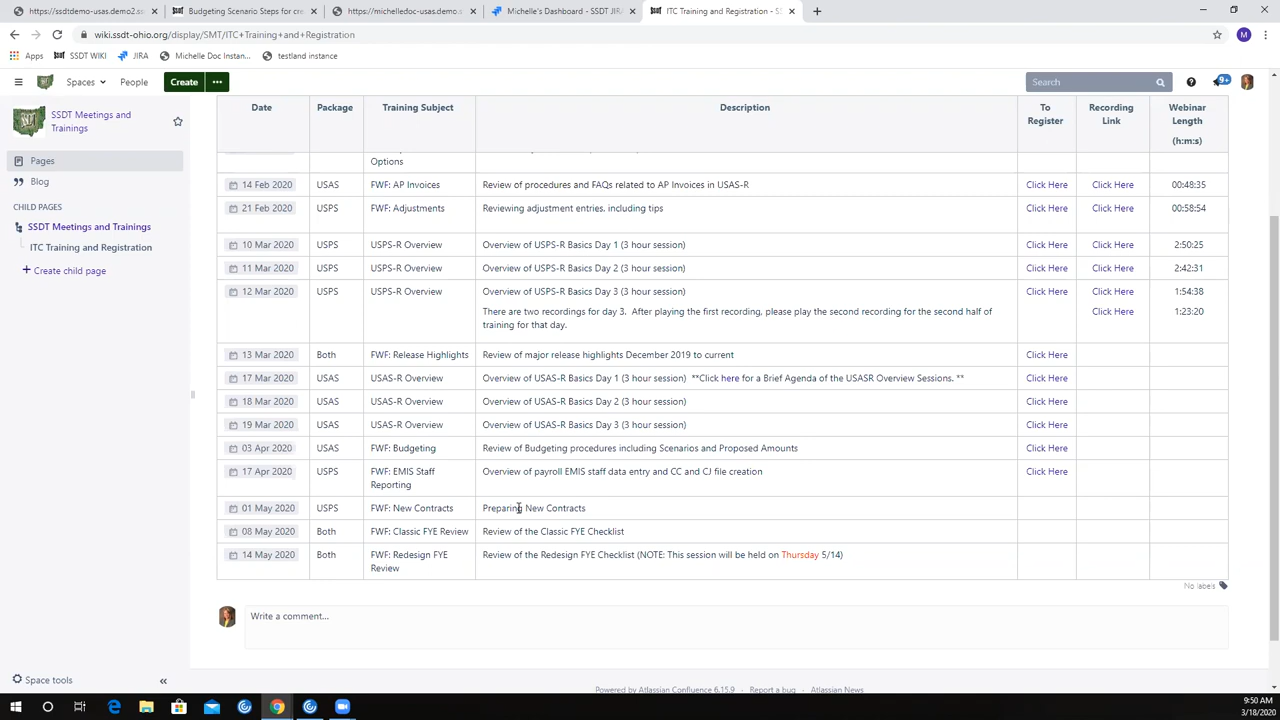 https://ssdtdemo-usas.demo2.ss
Budgeting Scenario Steps for cre
https://michelledoc-usas.demo.s
Michelle's Dashboard - SSDT JIRA
ITC Training and Registration - SS
wiki.ssdt-ohio.org/display/SMT/ITC+Training+and+Registration
M
Apps SSDT WIKI JIRA Michelle Doc Instan... talentland instance
Spaces People Create ••• Search 9+
SSDT Meetings and
Trainings
Pages
Blog
CHILD PAGES
SSDT Meetings and Trainings
ITC Training and Registration
+ Create child page
Space tools
Date Package Training Subject Description To
Register Recording
Link Webinar
Length
(h:m:s)
Options
14 Feb 2020 USAS FWF: AP Invoices Review of procedures and FAQs related to AP Invoices in USAS-R Click Here Click Here 00:48:35
21 Feb 2020 USPS FWF: Adjustments Reviewing adjustment entries, including tips Click Here Click Here 00:58:54
10 Mar 2020 USPS USPS-R Overview Overview of USPS-R Basics Day 1 (3 hour session) Click Here Click Here 2:50:25
11 Mar 2020 USPS USPS-R Overview Overview of USPS-R Basics Day 2 (3 hour session) Click Here Click Here 2:42:31
12 Mar 2020 USPS USPS-R Overview Overview of USPS-R Basics Day 3 (3 hour session) Click Here Click Here 1:54:38
There are two recordings for day 3. After playing the first recording, please play the second recording for the second half of Click Here 1:23:20
training for that day.
13 Mar 2020 Both FWF: Release Highlights Review of major release highlights December 2019 to current Click Here
17 Mar 2020 USAS USAS-R Overview Overview of USAS-R Basics Day 1 (3 hour session) **Click here for a Brief Agenda of the USASR Overview Sessions. ** Click Here
18 Mar 2020 USAS USAS-R Overview Overview of USAS-R Basics Day 2 (3 hour session) Click Here
19 Mar 2020 USAS USAS-R Overview Overview of USAS-R Basics Day 3 (3 hour session) Click Here
03 Apr 2020 USAS FWF: Budgeting Review of Budgeting procedures including Scenarios and Proposed Amounts Click Here
17 Apr 2020 USPS FWF: EMIS Staff Overview of payroll EMIS staff data entry and CC and CJ file creation Click Here
Reporting
01 May 2020 USPS FWF: New Contracts Preparing New Contracts
08 May 2020 Both FWF: Classic FYE Review Review of the Classic FYE Checklist
14 May 2020 Both FWF: Redesign FYE Review of the Redesign FYE Checklist (NOTE: This session will be held on Thursday 5/14)
Review
No labels
Write a comment...
Powered by Atlassian Confluence 6.15.9 · Report a bug · Atlassian News
9:50 AM
3/18/2020